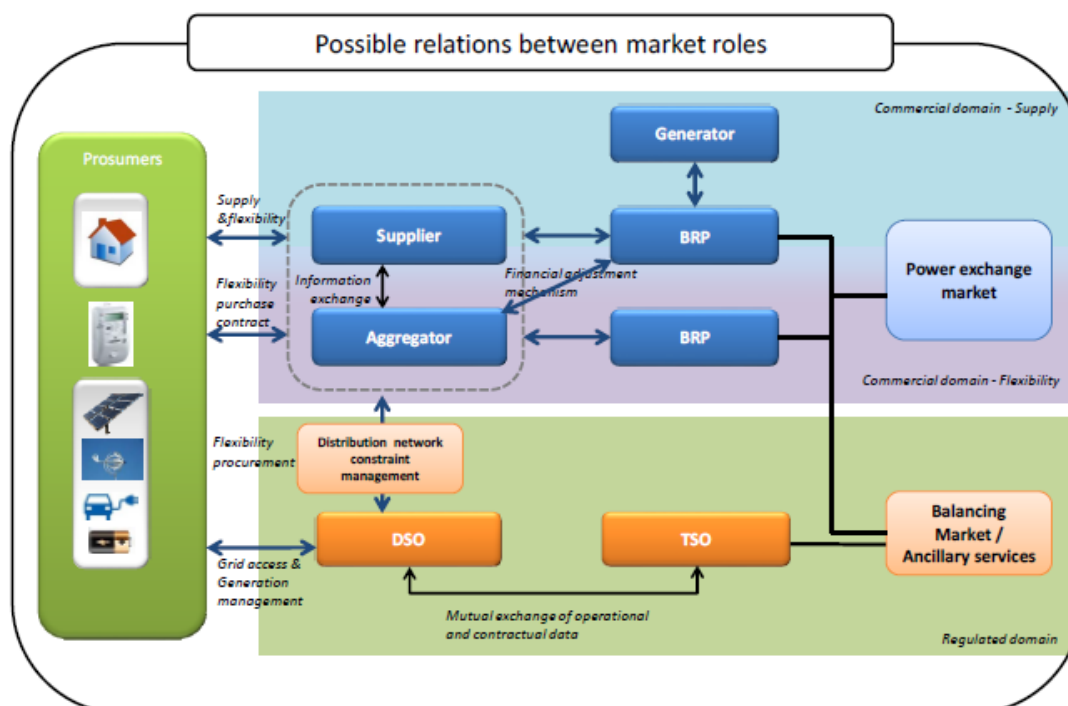 Possible relations between market roles
Commercial domain - Supply
Prosumers
Generator
Supply
&flexibility
Supplier
BRP
Power exchange
market
Information
exchange
Financial adjustment
mechanism
Flexibility
purchase
contract
Aggregator
BRP
Commercial domain - Flexibility
Flexibility
procurement
Distribution network
constraint
management
DSO
TSO
Balancing
Market /
Ancillary services
Grid access &
Generation
management
Mutual exchange of operational
and contractual data
Regulated domain